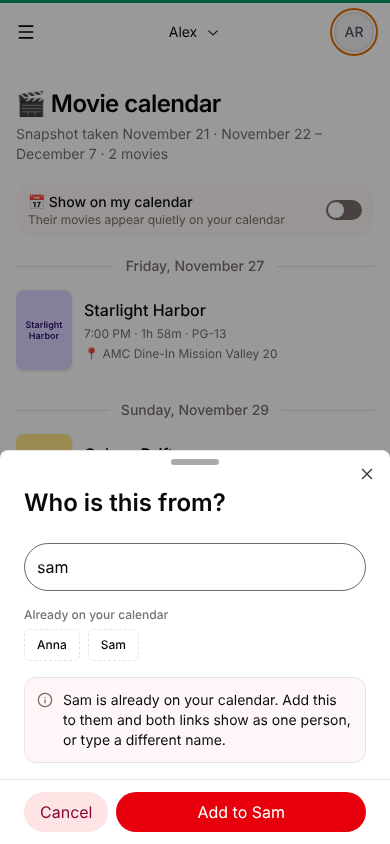 Alex
AR
🎬 Movie calendar
Snapshot taken November 21 · November 22 –
December 7 · 2 movies
📅 Show on my calendar
Their movies appear quietly on your calendar
Friday, November 27
Starlight
Harbor
Starlight Harbor
7:00 PM · 1h 58m · PG-13
📍 AMC Dine-In Mission Valley 20
Sunday, November 29
Who is this from?
sam
Already on your calendar
Anna
Sam
Sam is already on your calendar. Add this
to them and both links show as one person,
or type a different name.
Cancel
Add to Sam